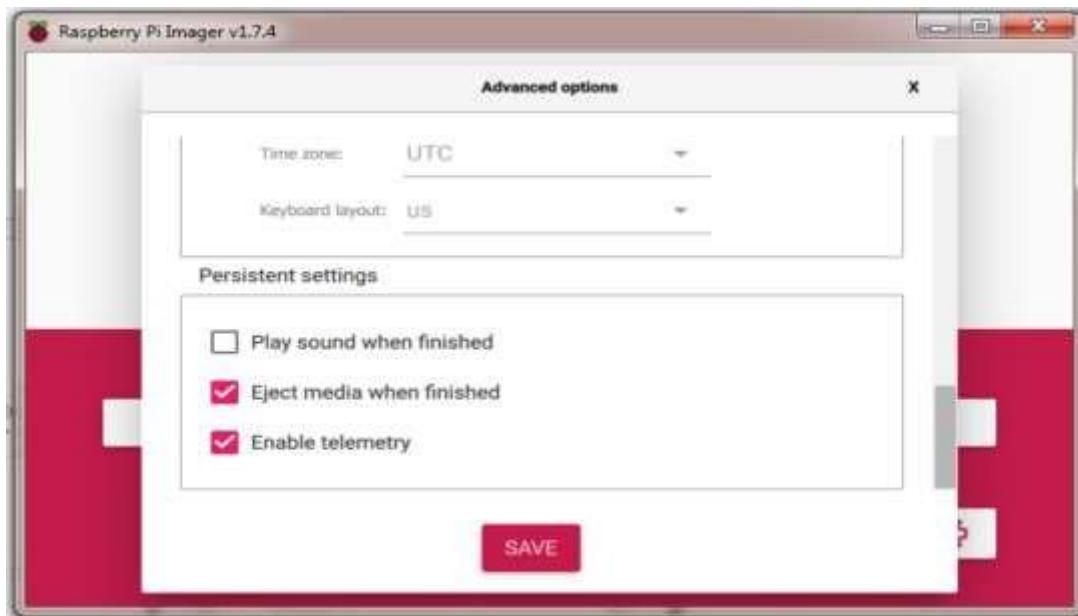 Raspberry Pi Imager v1.7.4
Advanced options
X
Time zone: UTC
Keyboard layout: us
Persistent settings
Play sound when finished
Eject media when finished
Enable telemetry
SAVE